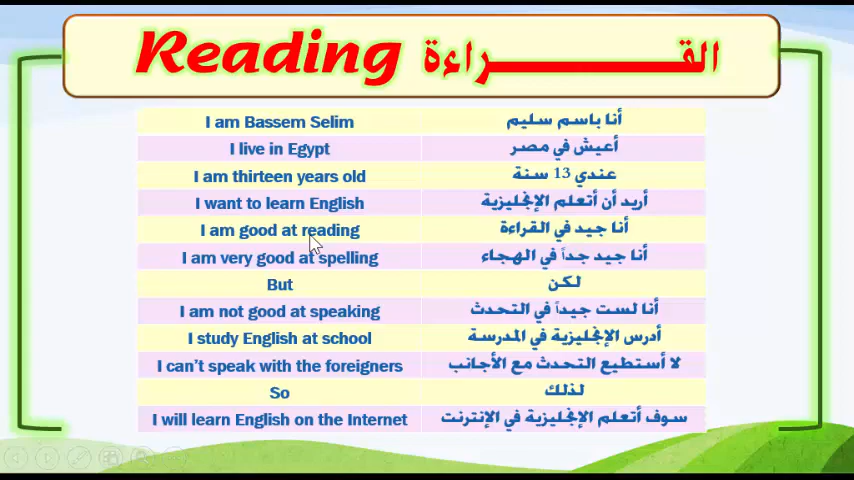 Reading القـــراءة
I am Bassem Selim أنا باسم سليم
I live in Egypt أعيش في مصر
I am thirteen years old عندي 13 سنة
I want to learn English أريد أن أتعلم الإنجليزية
I am good at reading أنا جيد في القراءة
I am very good at spelling أنا جيد جداً في الهجاء
But لكن
I am not good at speaking أنا لست جيداً في التحدث
I study English at school أدرس الإنجليزية في المدرسة
I can't speak with the foreigners لا أستطيع التحدث مع الأجانب
So لذلك
I will learn English on the Internet سوف أتعلم الإنجليزية في الإنترنت